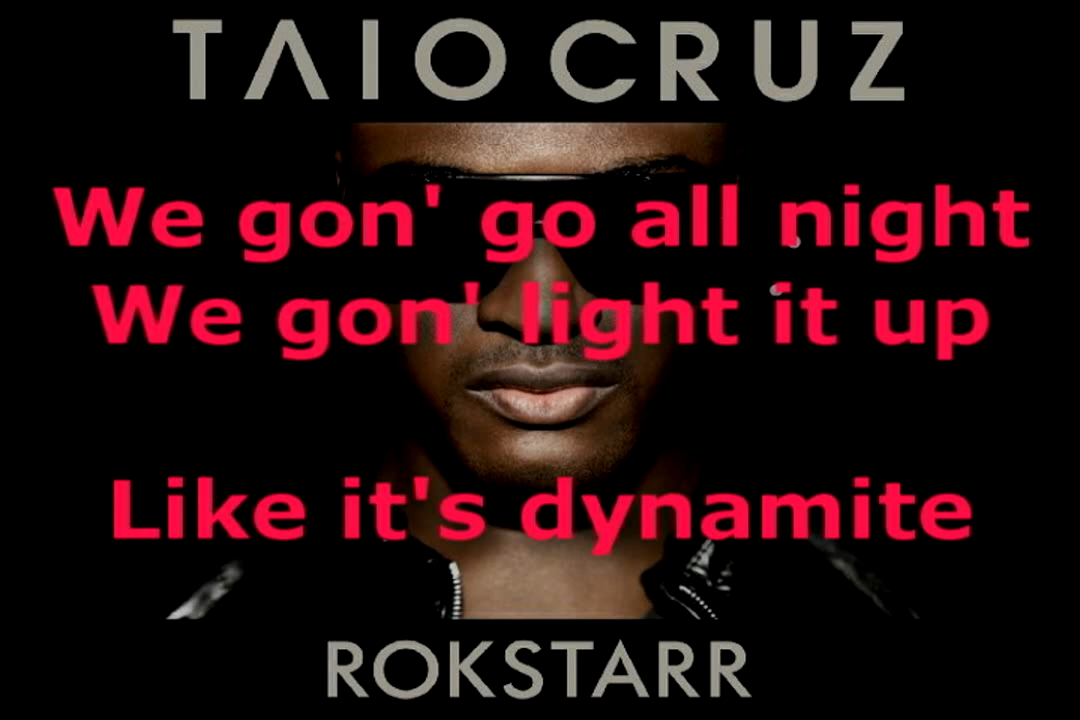 TAIO CRUZ
We gon' go all night
We gon' light it up
Like it's dynamite
ROKSTARR